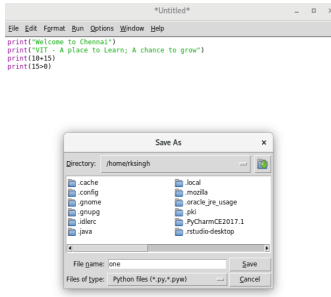 *Untitled*
File Edit Format Run Options Window Help
print("Welcome to Chennai")
print("VIT - A place to Learn; A chance to grow")
print(10+15)
print(15>0)
Save As
Directory: /home/rksingh
.cache .local
.config .mozilla
.gnome .oracle_jre_usage
.gnupg .pki
.idlerc .PyCharmCE2017.1
.java .rstudio-desktop
File name: one Save
Files of type: Python files (*.py,*.pyw) Cancel